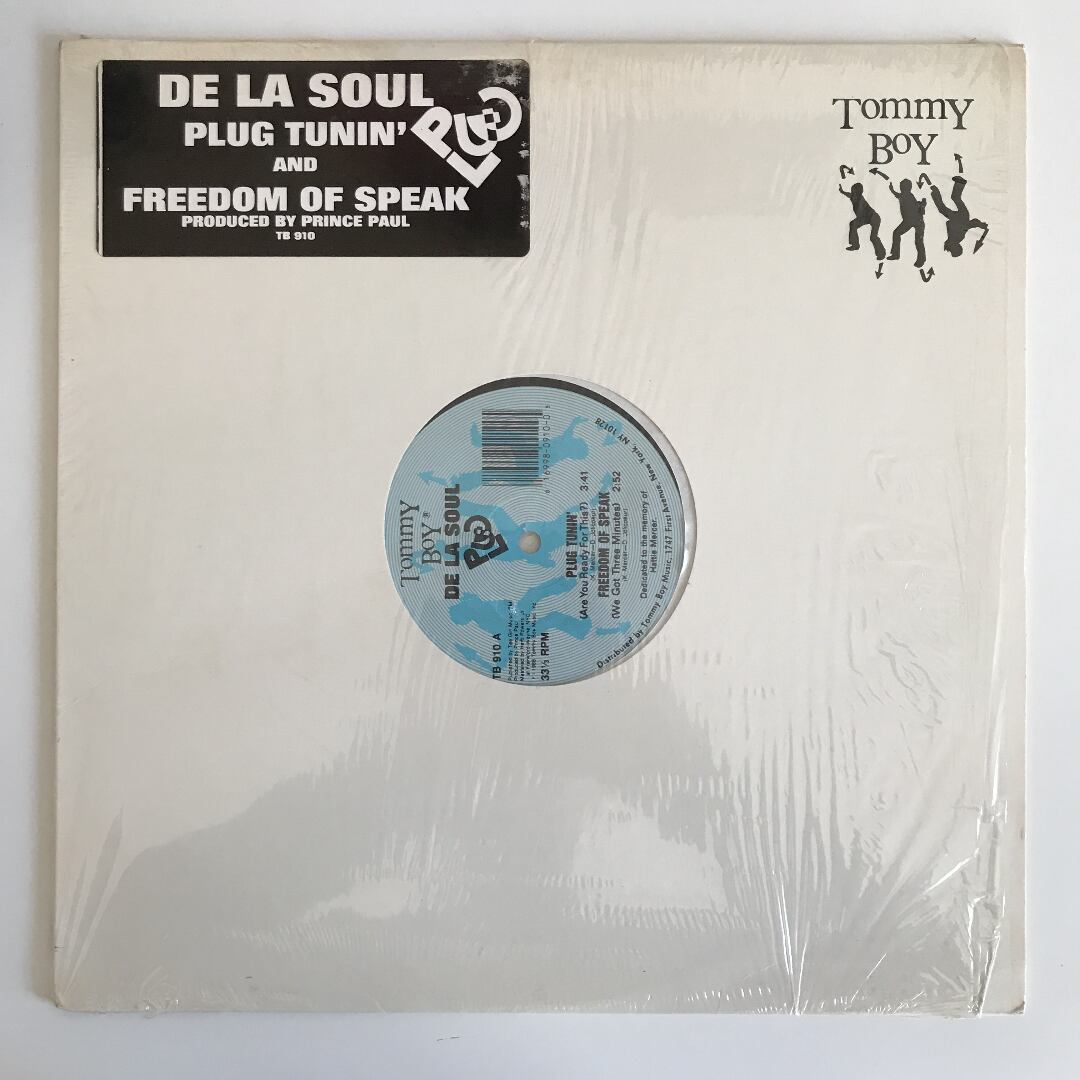 DE LA SOUL
PLUG TUNIN'
PLUG
AND
FREEDOM OF SPEAK
PRODUCED BY PRINCE PAUL
TB 910
TOMMY
BOY
TOMMY
BOY®
DE LA SOUL
PLUG
TB 910 A
33⅓ RPM
PLUG TUNIN'
(Are You Ready For This?) 3:41
FREEDOM OF SPEAK
(We Got Three Minutes) 2:52
Dedicated to the memory of
Hattie Mercer.
Distributed by Tommy Boy Music, 1747 First Avenue, New York, NY 10128